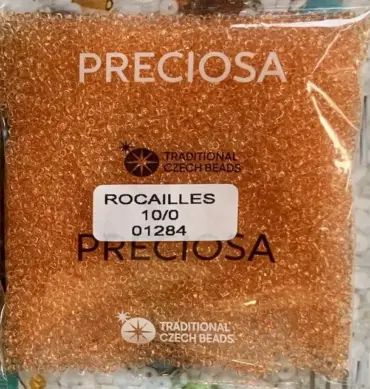 PRECIOSA
TRADITIONAL
CZECH BEADS
ROCAILLES
10/0
01284
PRECIOSA
TRADITIONAL
CZECH BEADS